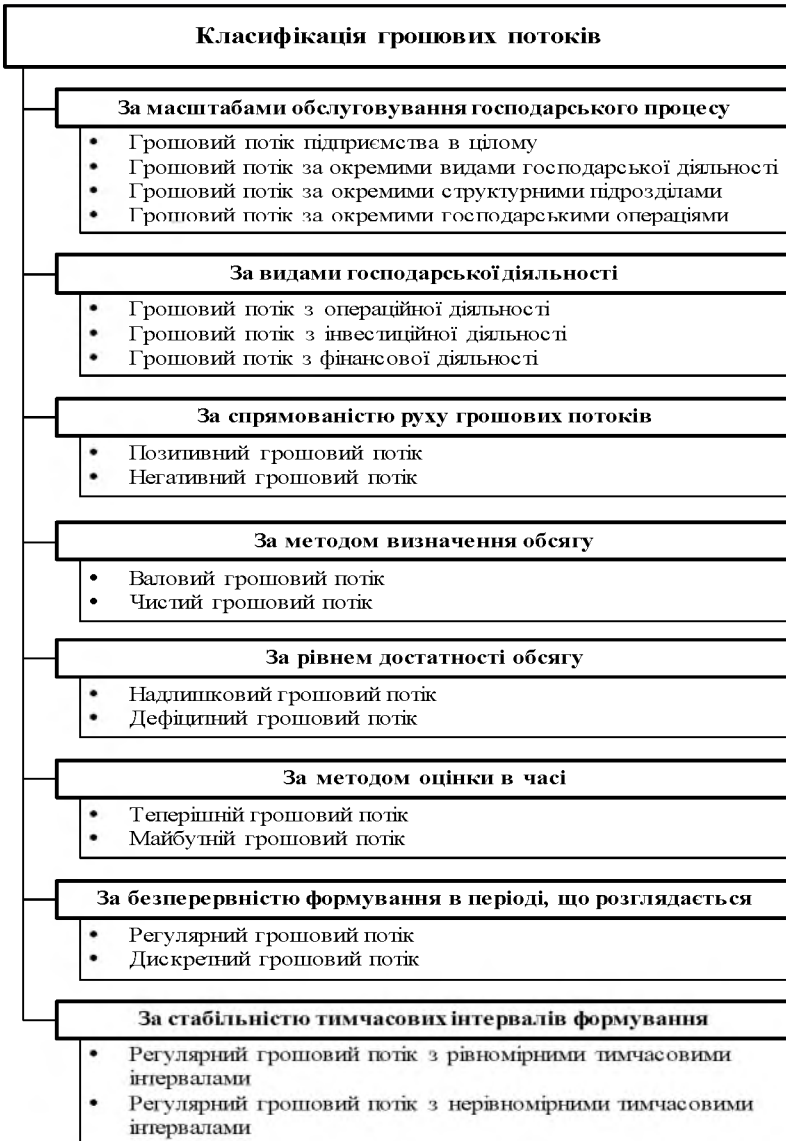 Класифікація грошових потоків
За масштабами обслуговування господарського процесу
• Грошовий потік підприємства в цілому
• Грошовий потік за окремими видами господарської діяльності
• Грошовий потік за окремими структурними підрозділами
• Грошовий потік за окремими господарськими операціями
За видами господарської діяльності
• Грошовий потік з операційної діяльності
• Грошовий потік з інвестиційної діяльності
• Грошовий потік з фінансової діяльності
За спрямованістю руху грошових потоків
• Позитивний грошовий потік
• Негативний грошовий потік
За методом визначення обсягу
• Валовий грошовий потік
• Чистий грошовий потік
За рівнем достатності обсягу
• Надлишковий грошовий потік
• Дефіцитний грошовий потік
За методом оцінки в часі
• Теперішній грошовий потік
• Майбутній грошовий потік
За безперервністю формування в періоді, що розглядається
• Регулярний грошовий потік
• Дискретний грошовий потік
За стабільністю тимчасових інтервалів формування
• Регулярний грошовий потік з рівномірними тимчасовими
інтервалами
• Регулярний грошовий потік з нерівномірними тимчасовими
інтервалами